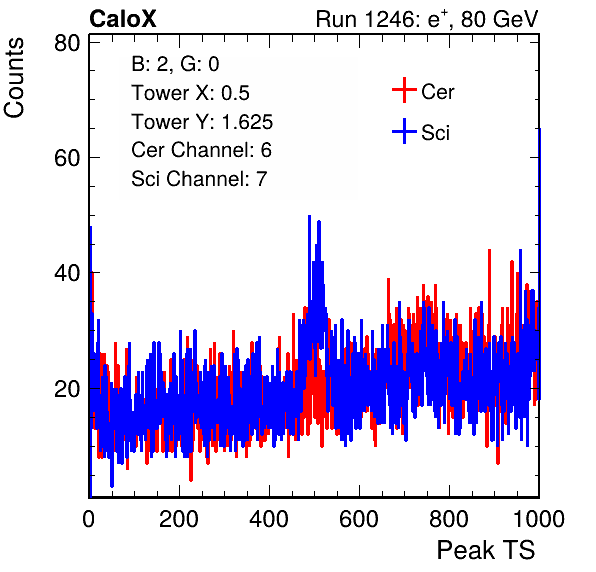 CaloX
Run 1246: e+, 80 GeV
Counts
80
60
40
20
B: 2, G: 0
Tower X: 0.5
Tower Y: 1.625
Cer Channel: 6
Sci Channel: 7
Cer
Sci
0
200
400
600
800
1000
Peak TS